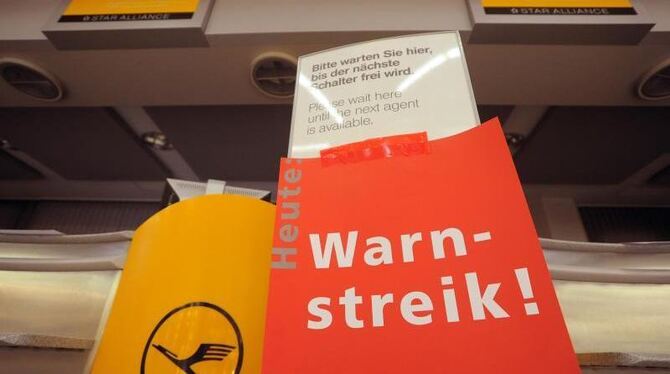 STAR ALLIANCE
STAR ALLIANCE
Bitte warten Sie hier,
bis der nächste
Schalter frei wird.
Please wait here
until the next agent
is available.
Heute:
Warn-
streik!